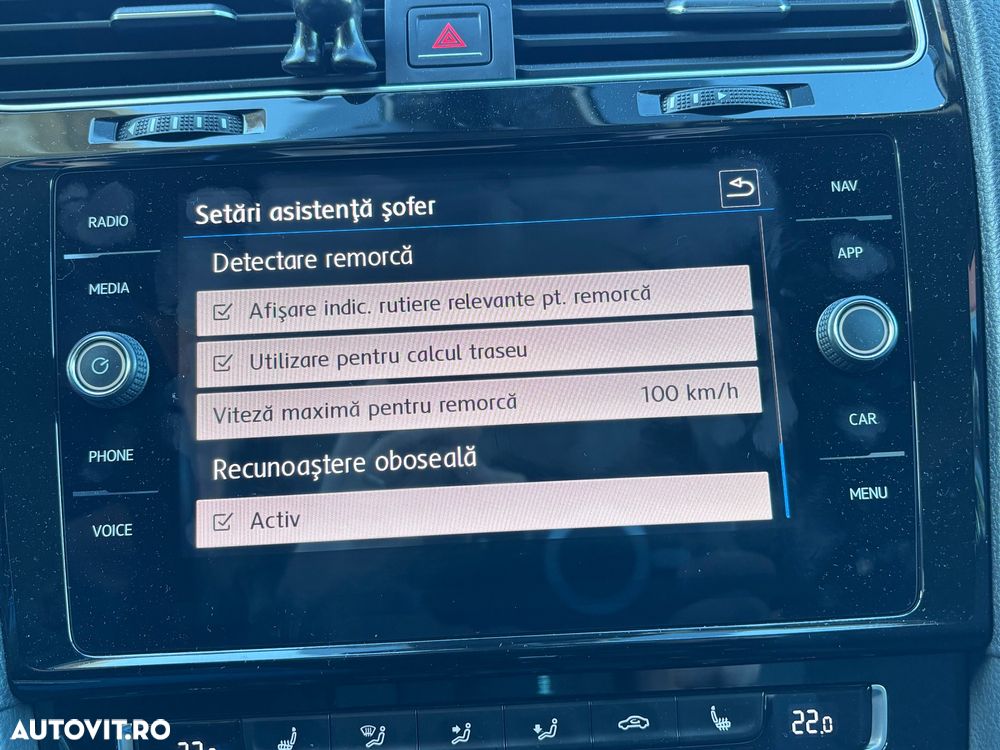 RADIO
MEDIA
PHONE
VOICE
Setări asistenţă şofer
Detectare remorcă
Afişare indic. rutiere relevante pt. remorcă
Utilizare pentru calcul traseu
Viteză maximă pentru remorcă 100 km/h
Recunoaştere oboseală
Activ
NAV
APP
CAR
MENU
22.0
AUTOVIT.RO